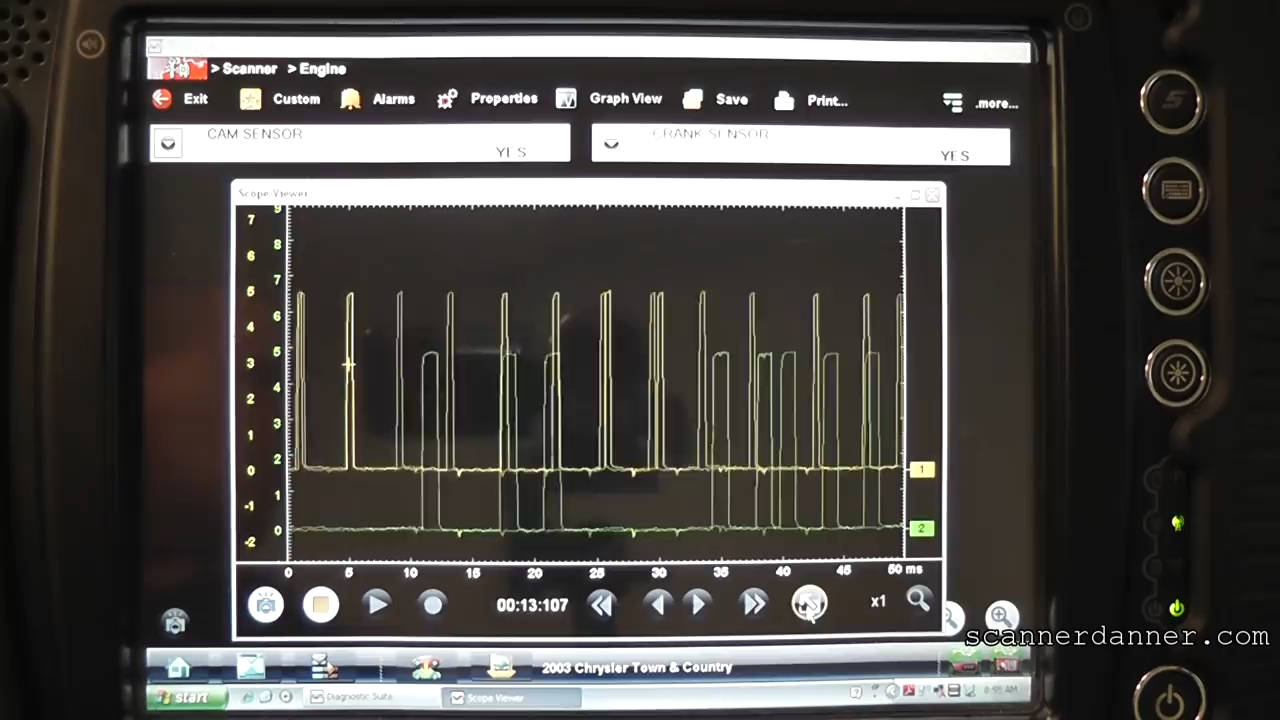 > Scanner > Engine
Exit Custom Alarms Properties Graph View Save Print... .more...
CAM SENSOR
YES
CRANK SENSOR
YES
Scope Viewer
7
6
5
4
3
2
1
0
-1
-2
9
8
7
6
5
4
3
2
1
0
1
2
0 5 10 15 20 25 30 35 40 45 50 ms
00:13:107
x1
scannerdanner.com
2003 Chrysler Town & Country
start Diagnostic Suite Scope Viewer